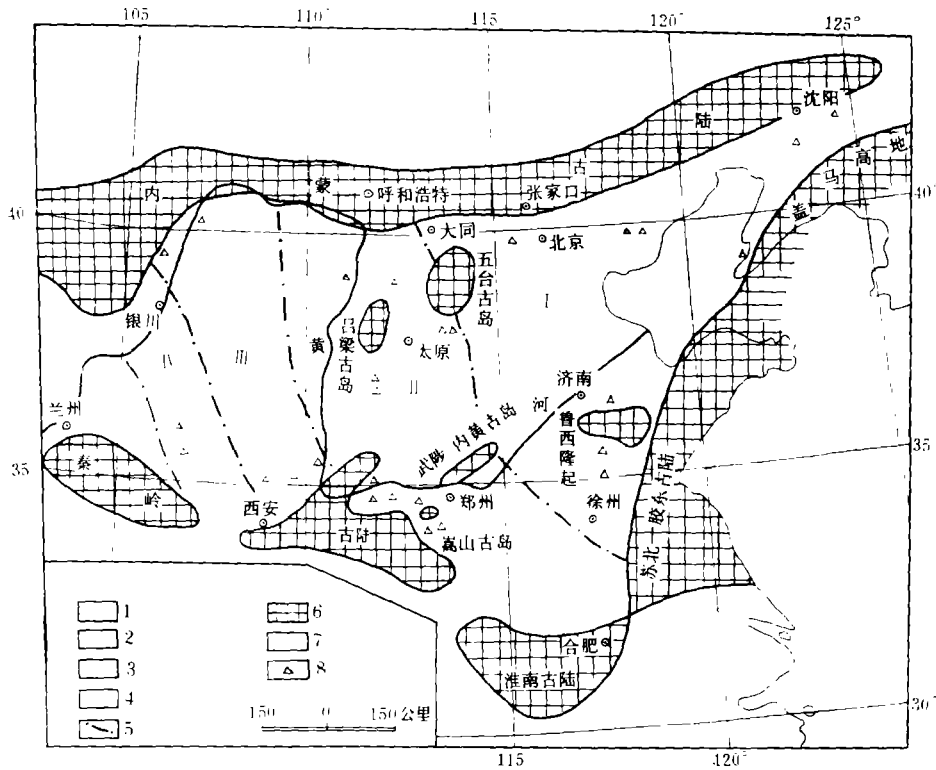 105° 110° 115° 120° 125°
沈阳
内 蒙 古 陆
盖 马 高 地
40 呼和浩特 张家口 40°
大同 北京
五台古岛
I
银川
黄 吕梁古岛
太原
III II
济南
兰州
河
鲁西隆起
武陟 内黄古岛
35 秦岭 35
西安 郑州 徐州
古陆 嵩山古岛
苏北—胶东古陆
合肥
淮南古陆
30°
1 6
2 7
3 8
4
5
150 0 150公里
115 120°